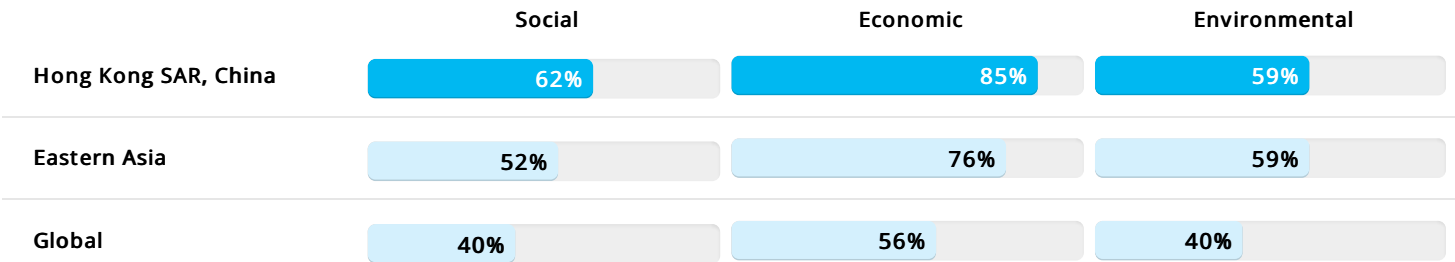 Social Economic Environmental
Hong Kong SAR, China 62% 85% 59%
Eastern Asia 52% 76% 59%
Global 40% 56% 40%